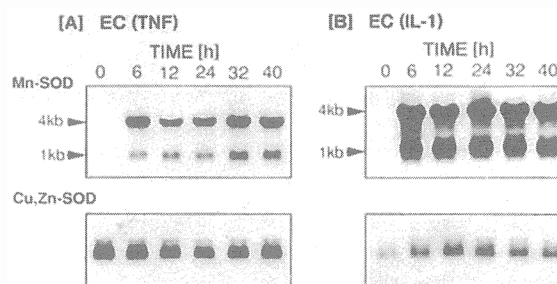 [A] EC (TNF)
[B] EC (IL-1)
TIME [h]
TIME [h]
0 6 12 24 32 40
0 6 12 24 32 40
Mn-SOD
4kb
1kb
4kb
1kb
Cu,Zn-SOD